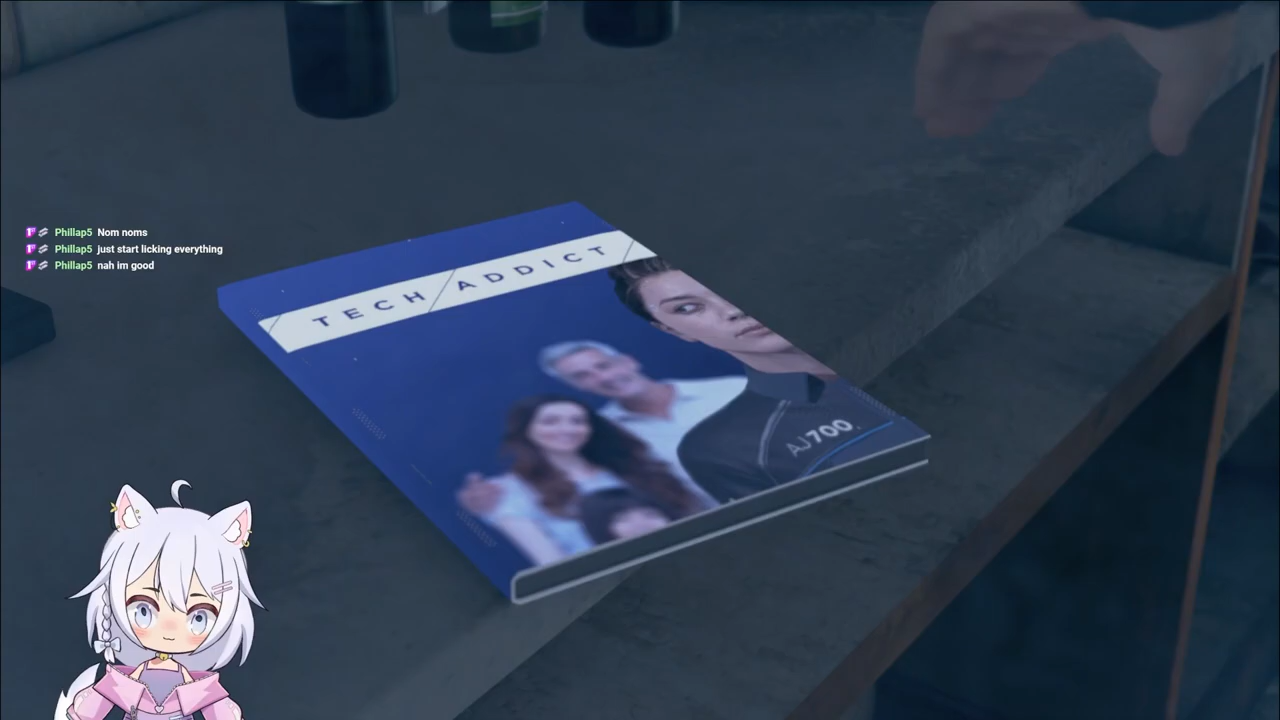 TECH ADDICT
Phillap5 Nom noms
Phillap5 just start licking everything
Phillap5 nah im good
AJ700